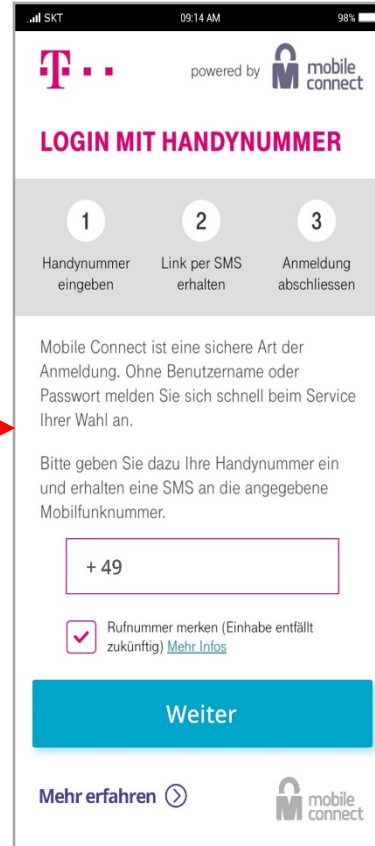 SKT 09:14 AM 98%
T powered by mobile connect
LOGIN MIT HANDYNUMMER
1 2 3
Handynummer Link per SMS Anmeldung
eingeben erhalten abschliessen
Mobile Connect ist eine sichere Art der
Anmeldung. Ohne Benutzername oder
Passwort melden Sie sich schnell beim Service
Ihrer Wahl an.
Bitte geben Sie dazu Ihre Handynummer ein
und erhalten eine SMS an die angegebene
Mobilfunknummer.
+ 49
Rufnummer merken (Einhabe entfällt
zukünftig) Mehr Infos
Weiter
Mehr erfahren mobile
connect